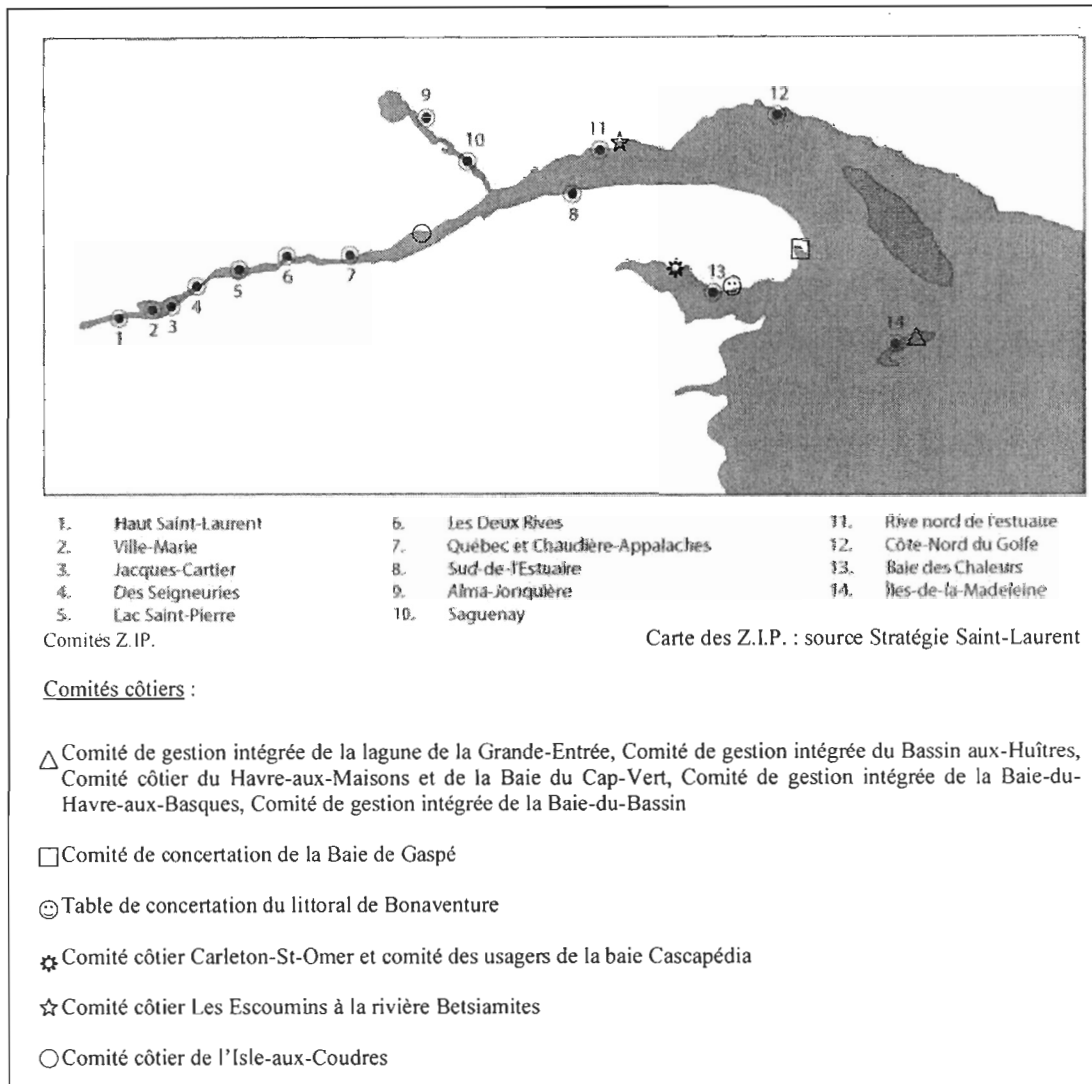 9
12
10
11
8
6
7
5
4
13
14
2
3
1
1. Haut Saint-Laurent
2. Ville-Marie
3. Jacques-Cartier
4. Des Seigneuries
5. Lac Saint-Pierre
6. Les Deux Rives
7. Québec et Chaudière-Appalaches
8. Sud-de-l'Estuaire
9. Alma-Jonquière
10. Saguenay
11. Rive nord de l'estuaire
12. Côte-Nord du Golfe
13. Baie des Chaleurs
14. Îles-de-la-Madeleine
Comités Z.IP.
Carte des Z.I.P. : source Stratégie Saint-Laurent
Comités côtiers :
Comité de gestion intégrée de la lagune de la Grande-Entrée, Comité de gestion intégrée du Bassin aux-Huîtres,
Comité côtier du Havre-aux-Maisons et de la Baie du Cap-Vert, Comité de gestion intégrée de la Baie-du-
Havre-aux-Basques, Comité de gestion intégrée de la Baie-du-Bassin
Comité de concertation de la Baie de Gaspé
Table de concertation du littoral de Bonaventure
Comité côtier Carleton-St-Omer et comité des usagers de la baie Cascapédia
Comité côtier Les Escoumins à la rivière Betsiamites
Comité côtier de l'Isle-aux-Coudres